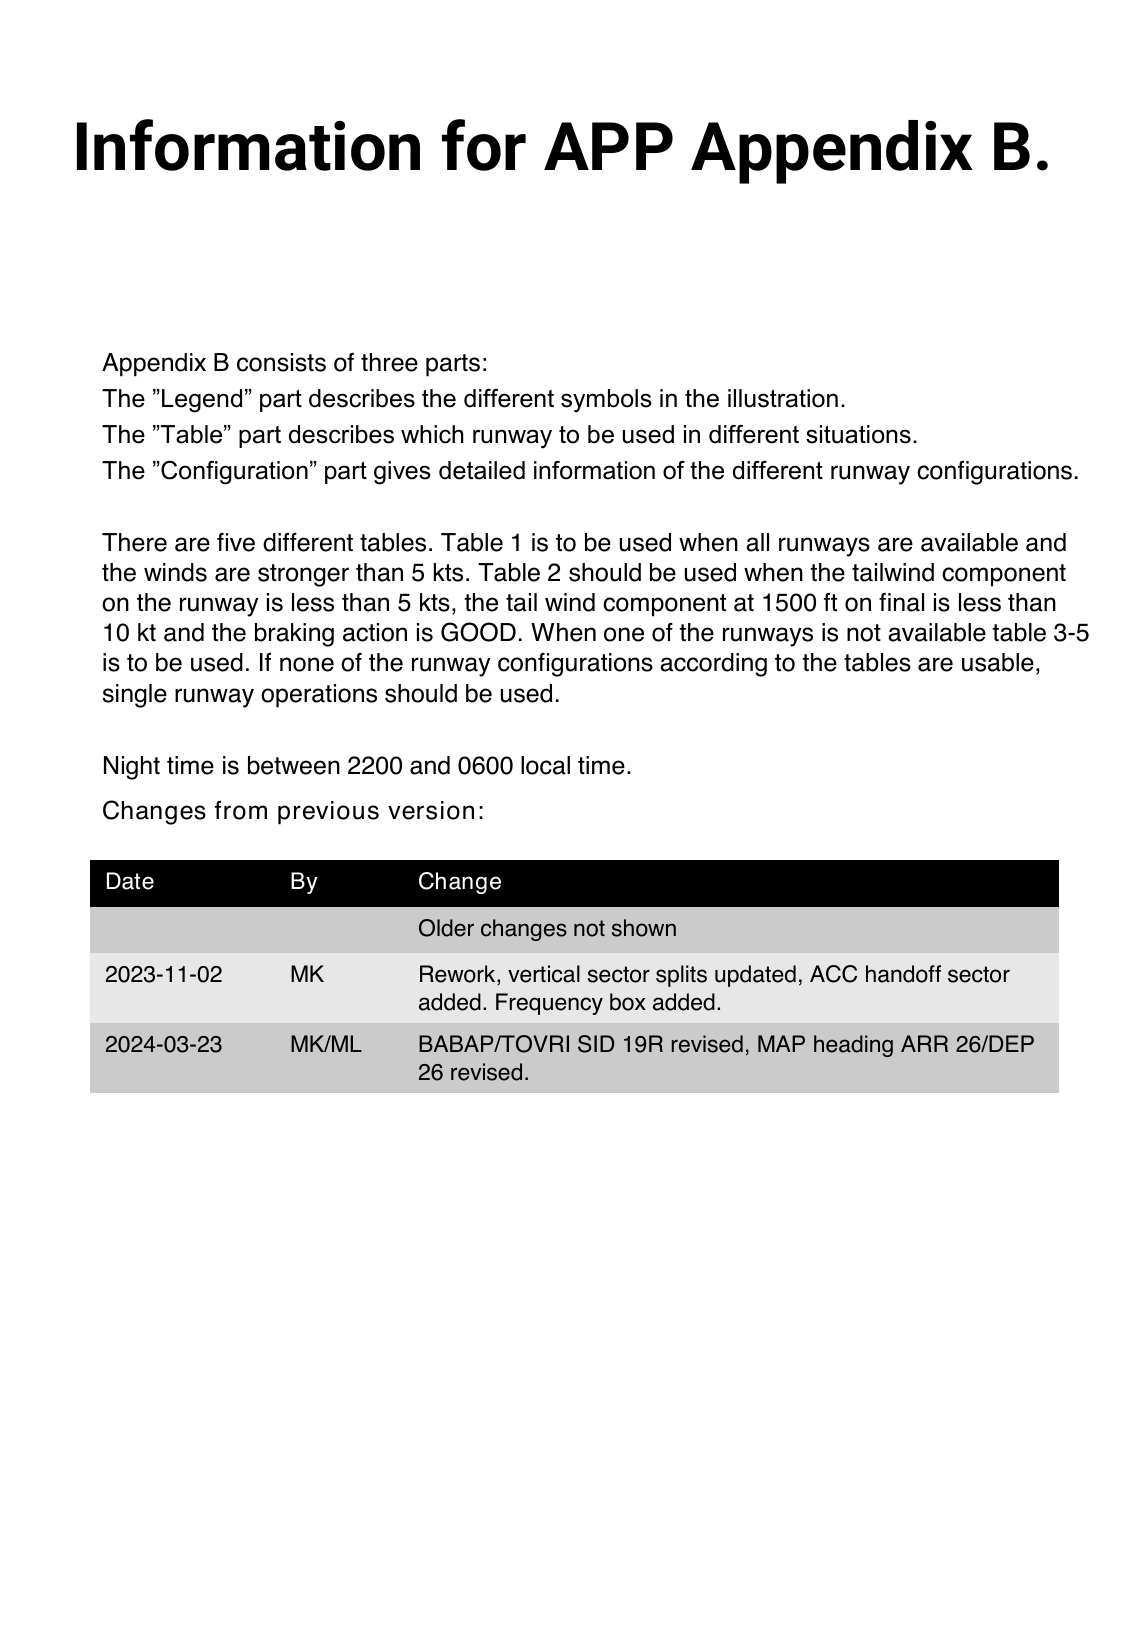 Information for APP Appendix B.
Appendix B consists of three parts:
The ”Legend” part describes the different symbols in the illustration.
The ”Table” part describes which runway to be used in different situations.
The ”Configuration” part gives detailed information of the different runway configurations.
There are five different tables. Table 1 is to be used when all runways are available and
the winds are stronger than 5 kts. Table 2 should be used when the tailwind component
on the runway is less than 5 kts, the tail wind component at 1500 ft on final is less than
10 kt and the braking action is GOOD. When one of the runways is not available table 3-5
is to be used. If none of the runway configurations according to the tables are usable,
single runway operations should be used.
Night time is between 2200 and 0600 local time.
Changes from previous version:
Date By Change
Older changes not shown
2023-11-02 MK Rework, vertical sector splits updated, ACC handoff sector
added. Frequency box added.
2024-03-23 MK/ML BABAP/TOVRI SID 19R revised, MAP heading ARR 26/DEP
26 revised.